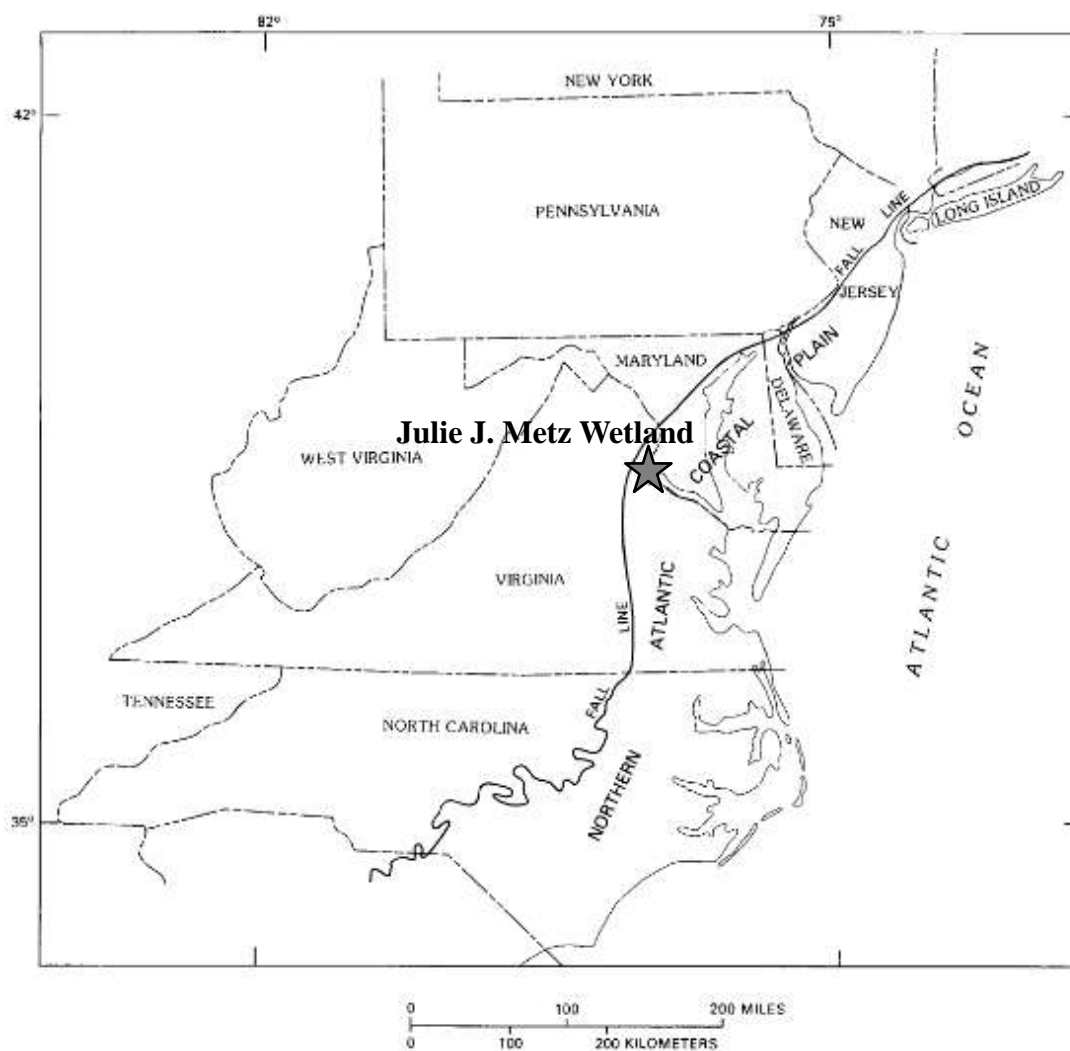 82°
75°
NEW YORK
42°
PENNSYLVANIA
NEW
FALL LINE
LONG ISLAND
JERSEY
MARYLAND
PLAIN
DELAWARE
OCEAN
Julie J. Metz Wetland
WEST VIRGINIA
COASTAL
VIRGINIA
ATLANTIC
ATLANTIC
LINE
TENNESSEE
FALL
NORTH CAROLINA
NORTHERN
35°
0 100 200 MILES
0 100 200 KILOMETERS